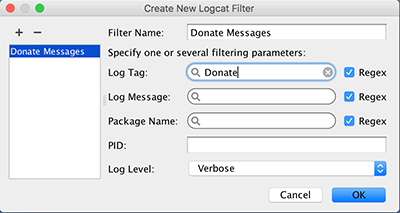 Create New Logcat Filter
+ −
Donate Messages
Filter Name: Donate Messages
Specify one or several filtering parameters:
Log Tag: Donate Regex
Log Message: Regex
Package Name: Regex
PID:
Log Level: Verbose
Cancel OK